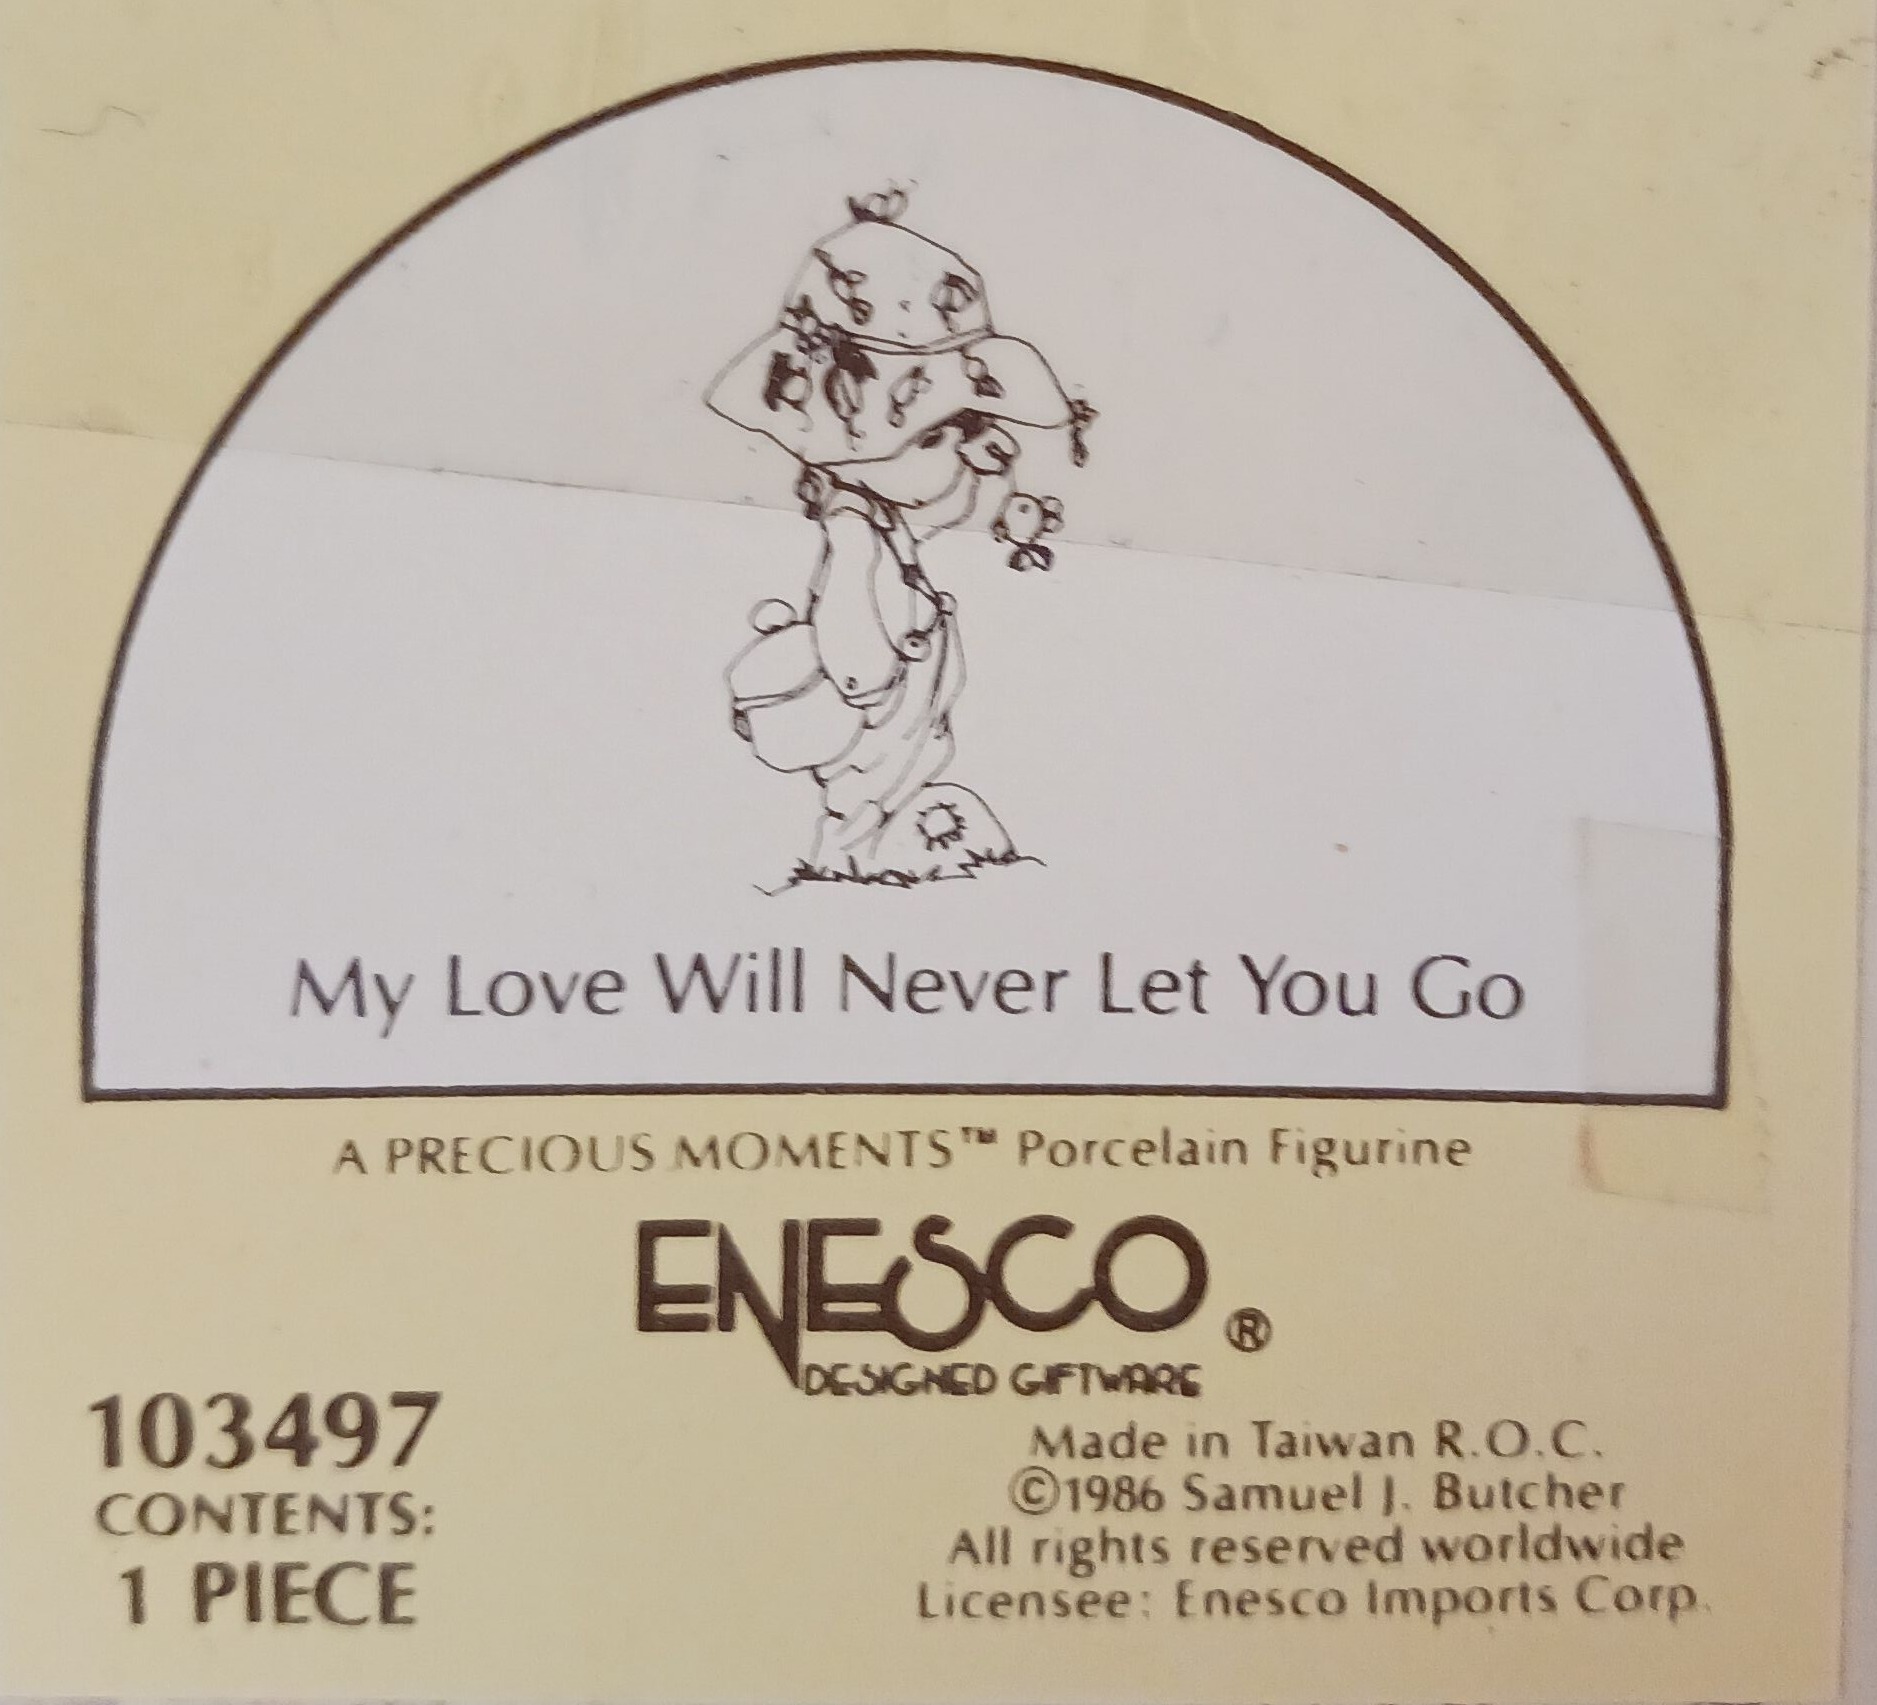 My Love Will Never Let You Go
A PRECIOUS MOMENTS™ Porcelain Figurine
ENESCO®
DESIGNED GIFTWARE
103497
CONTENTS:
1 PIECE
Made in Taiwan R.O.C.
©1986 Samuel J. Butcher
All rights reserved worldwide
Licensee: Enesco Imports Corp.